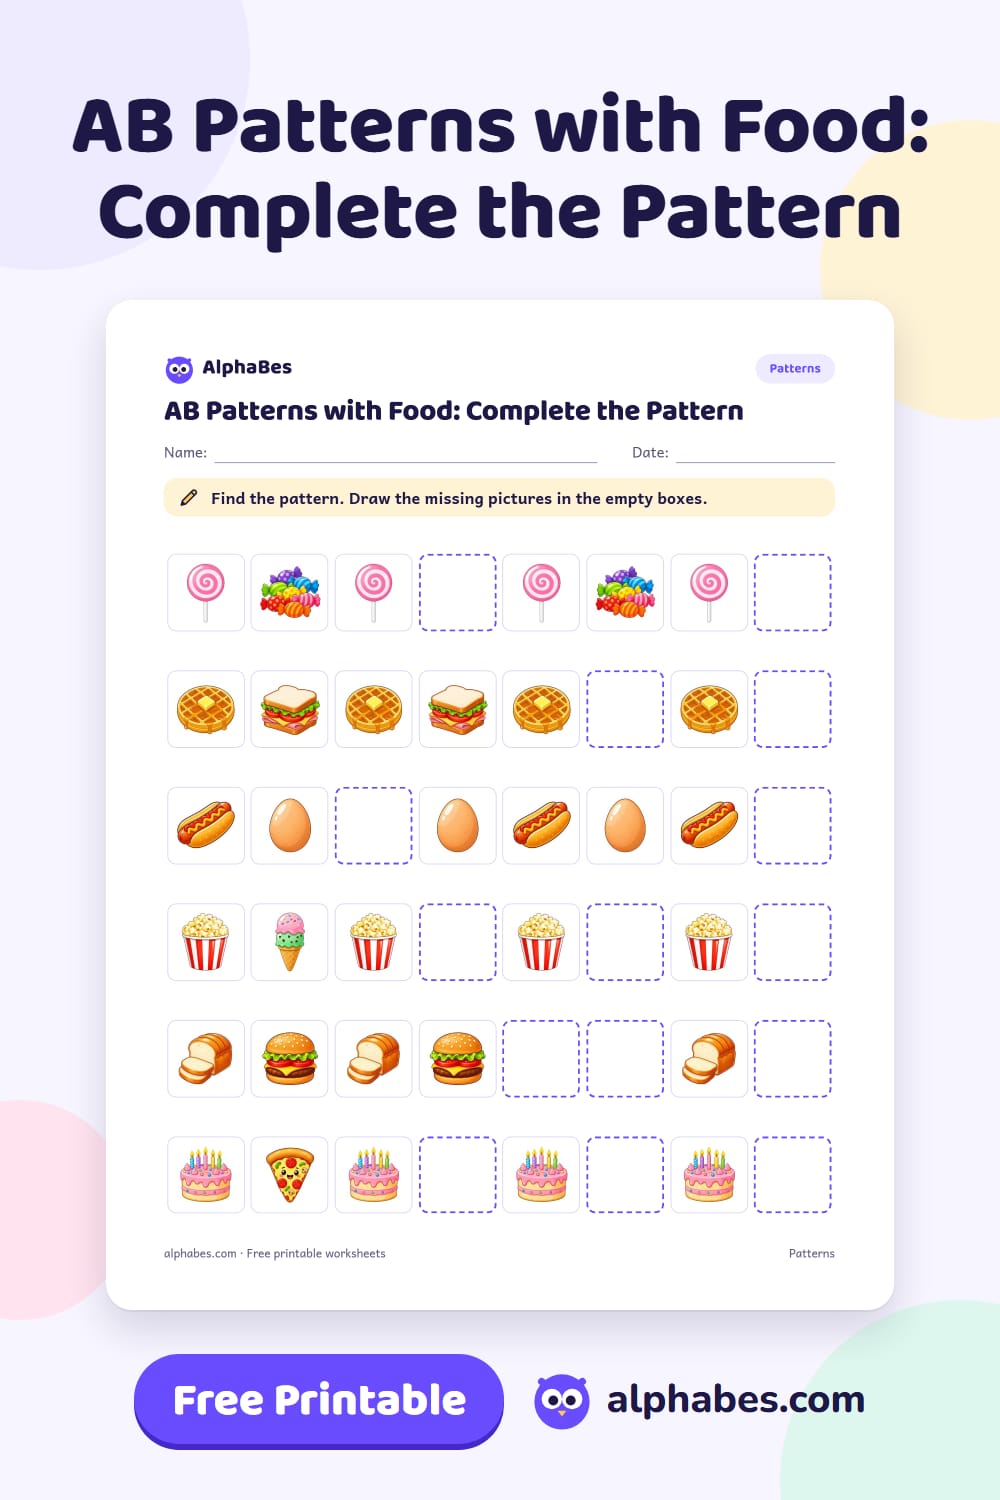 AB Patterns with Food:
Complete the Pattern
AlphaBes
Patterns
AB Patterns with Food: Complete the Pattern
Name:
Date:
Find the pattern. Draw the missing pictures in the empty boxes.
alphabes.com · Free printable worksheets
Patterns
Free Printable
alphabes.com